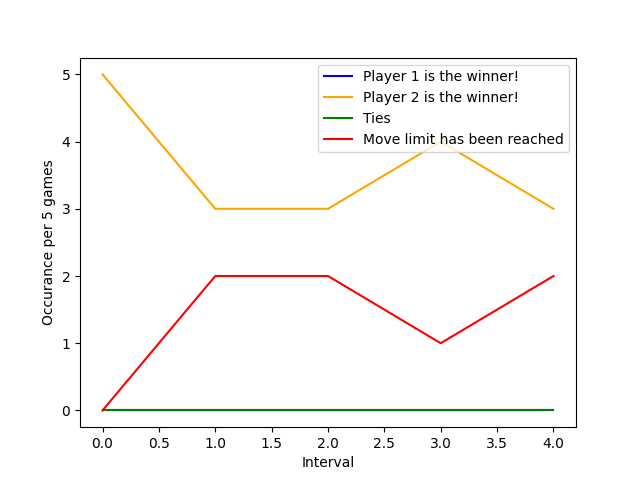 Player 1 is the winner!
Player 2 is the winner!
Ties
Move limit has been reached
Occurance per 5 games
5
4
3
2
1
0
0.0 0.5 1.0 1.5 2.0 2.5 3.0 3.5 4.0
Interval